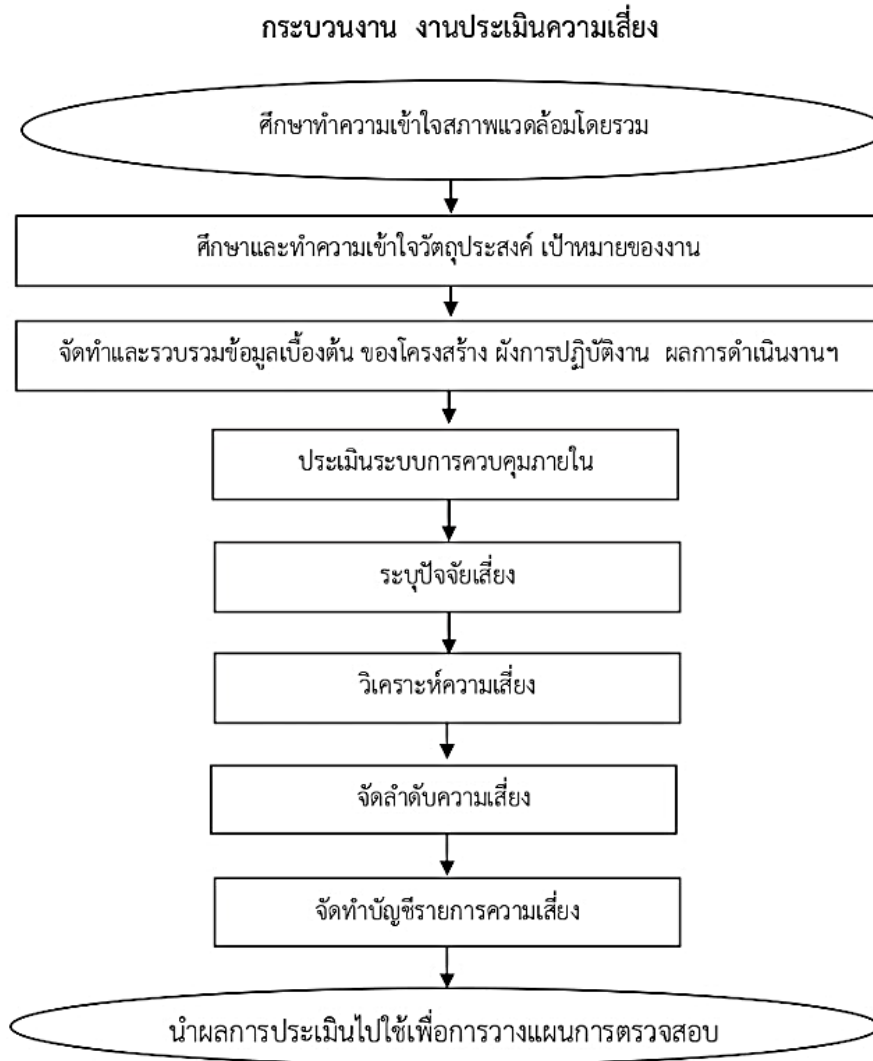 กระบวนงาน งานประเมินความเสี่ยง
ศึกษาทำความเข้าใจสภาพแวดล้อมโดยรวม
ศึกษาและทำความเข้าใจวัตถุประสงค์ เป้าหมายของงาน
จัดทำและรวบรวมข้อมูลเบื้องต้น ของโครงสร้าง ผังการปฏิบัติงาน ผลการดำเนินงานฯ
ประเมินระบบการควบคุมภายใน
ระบุปัจจัยเสี่ยง
วิเคราะห์ความเสี่ยง
จัดลำดับความเสี่ยง
จัดทำบัญชีรายการความเสี่ยง
นำผลการประเมินไปใช้เพื่อการวางแผนการตรวจสอบ